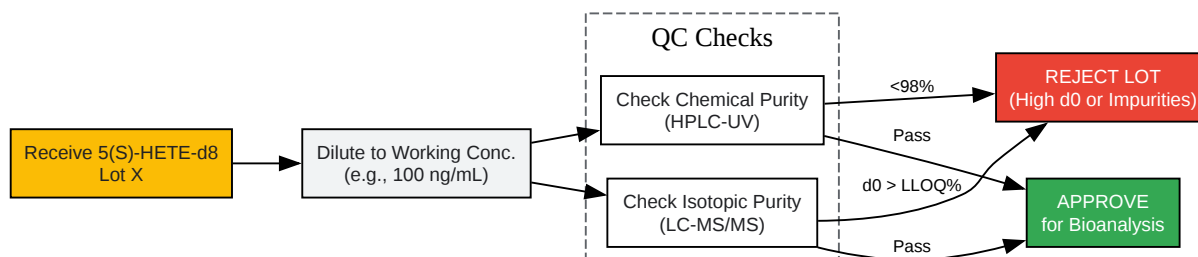 QC Checks
Receive 5(S)-HETE-d8
Lot X
Dilute to Working Conc.
(e.g., 100 ng/mL)
Check Chemical Purity
(HPLC-UV)
Check Isotopic Purity
(LC-MS/MS)
<98%
Pass
d0 > LLOQ%
Pass
REJECT LOT
(High d0 or Impurities)
APPROVE
for Bioanalysis